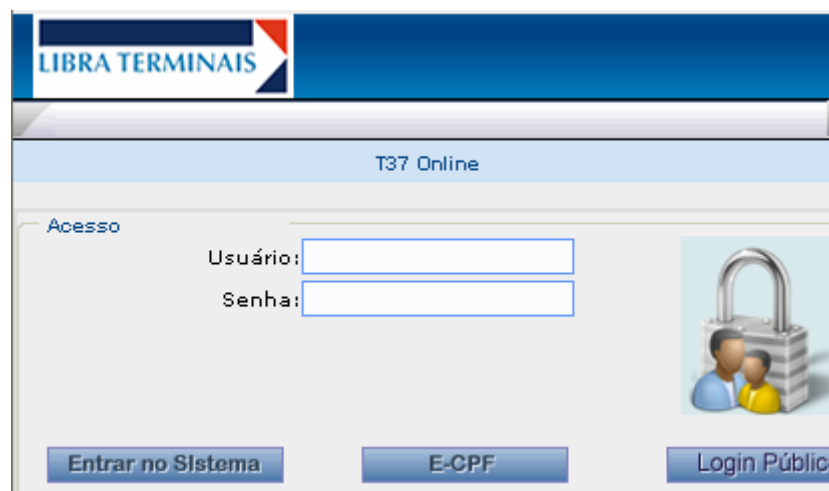 LIBRA TERMINAIS
T37 Online
Acesso
Usuário:
Senha:
Entrar no SIstema
E-CPF
Login Públic